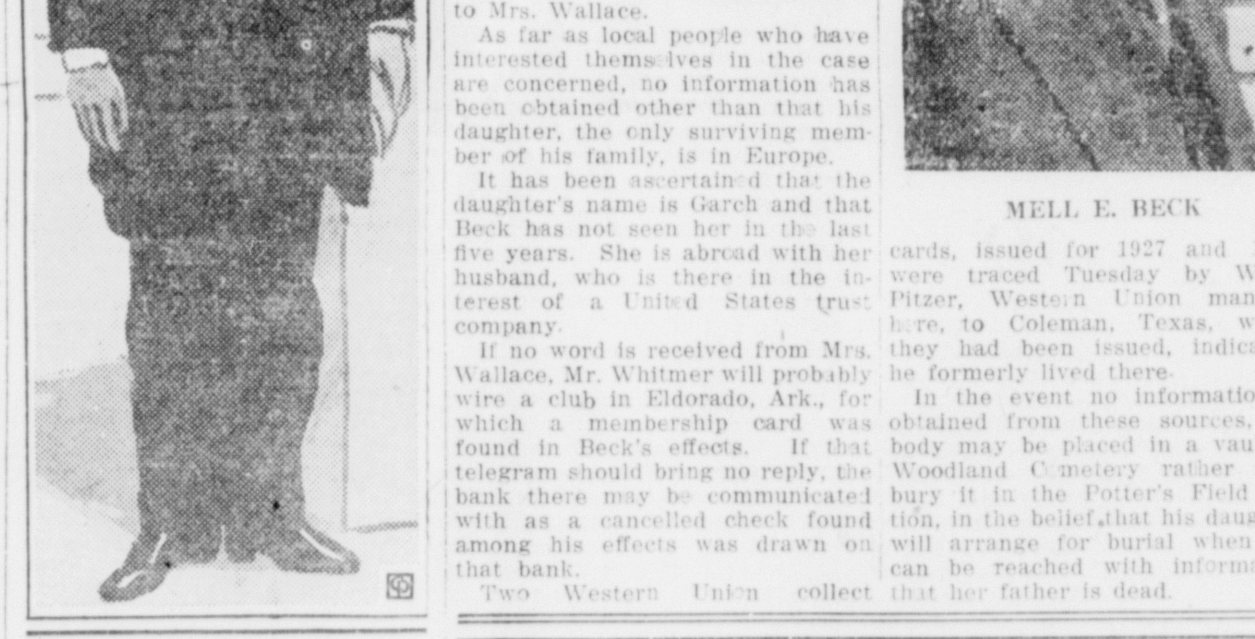 to Mrs. Wallace.
As far as local people who have
interested themselves in the case
are concerned, no information has
been obtained other than that his
daughter, the only surviving mem-
ber of his family, is in Europe.
It has been ascertained that the
daughter's name is Garch and that
Beck has not seen her in the last
five years. She is abroad with her
husband, who is there in the in-
terest of a United States trust
company.
If no word is received from Mrs.
Wallace, Mr. Whitmer will probably
wire a club in Eldorado, Ark., for
which a membership card was
found in Beck's effects. If that
telegram should bring no reply, the
bank there may be communicated
with as a cancelled check found
among his effects was drawn on
that bank.
Two Western Union collect
MELL E. BECK
cards, issued for 1927 and
were traced Tuesday by W
Pitzer, Western Union man
here, to Coleman, Texas, w
they had been issued, indica
he formerly lived there.
In the event no informatio
obtained from these sources,
body may be placed in a vau
Woodland Cemetery rather
bury it in the Potter's Field
tion, in the belief that his daug
will arrange for burial when
can be reached with informa
that her father is dead.